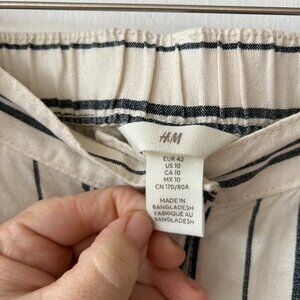 H&M
EUR 42
US 10
CA 10
MX 10
CN 170/80A
MADE IN
BANGLADESH
FABRIQUÉ AU
BANGLADESH